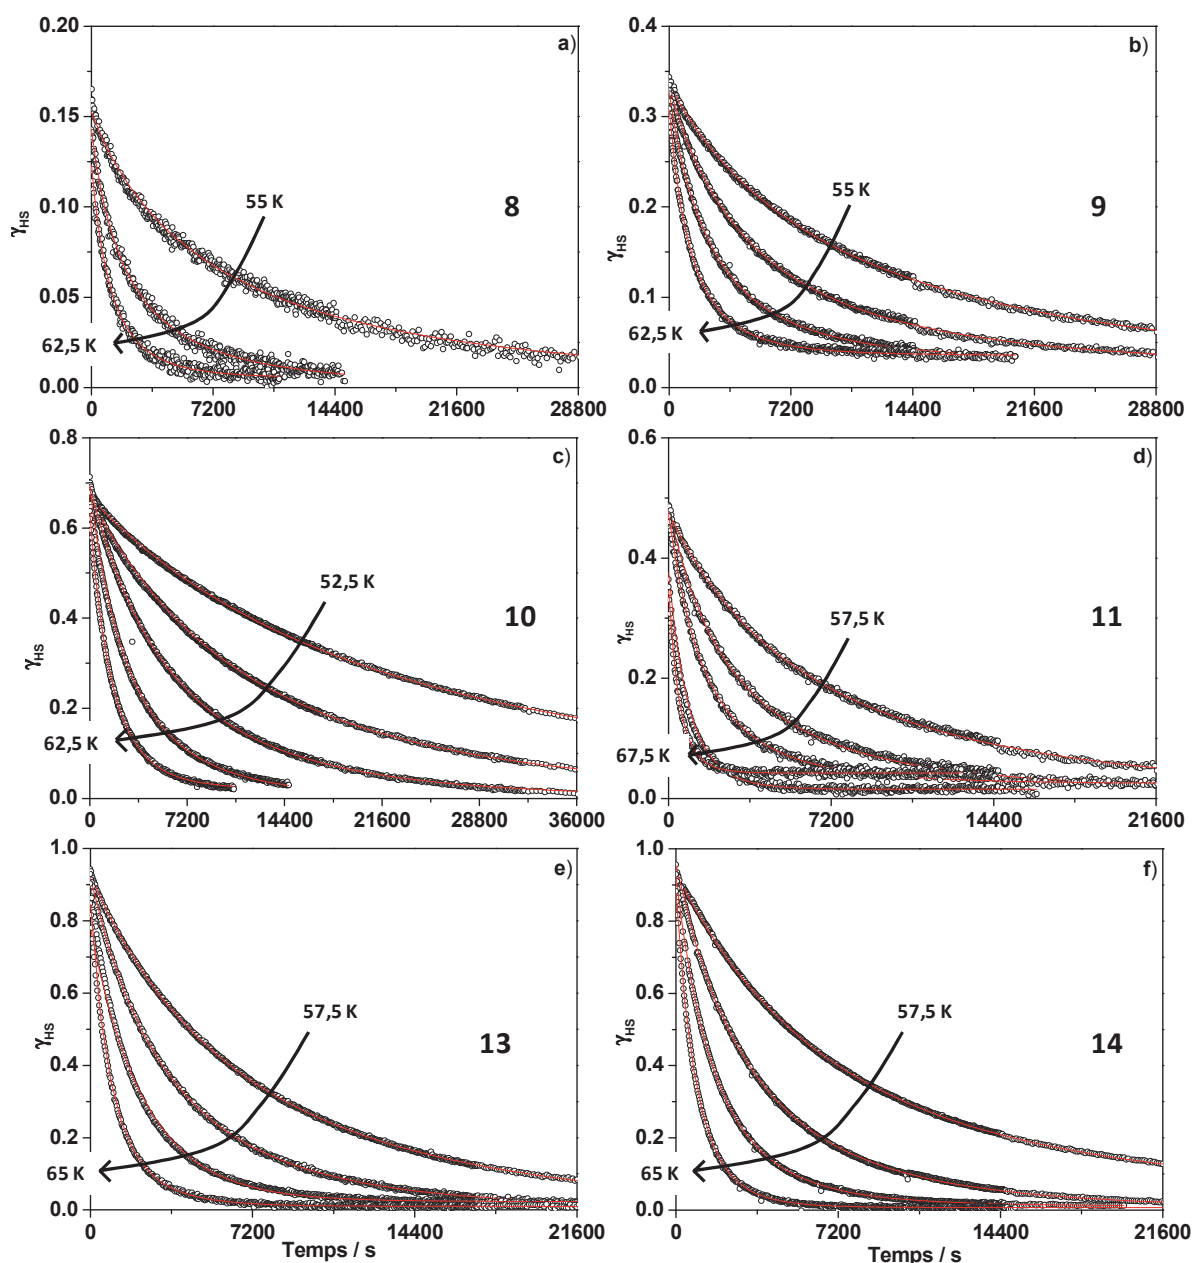 0.20
a)
0.15
0.10
0.05
0.00
γHS
55 K
8
62,5 K
0 7200 14400 21600 28800
0.4
b)
0.3
0.2
0.1
0.0
γHS
55 K
9
62,5 K
0 7200 14400 21600 28800
0.8
c)
0.6
0.4
0.2
0.0
γHS
52,5 K
10
62,5 K
0 7200 14400 21600 28800 36000
0.6
d)
0.4
0.2
0.0
γHS
57,5 K
11
67,5 K
0 7200 14400 21600
1.0
e)
0.8
0.6
0.4
0.2
0.0
γHS
57,5 K
13
65 K
0 7200 14400 21600
Temps / s
1.0
f)
0.8
0.6
0.4
0.2
0.0
γHS
57,5 K
14
65 K
0 7200 14400 21600
Temps / s